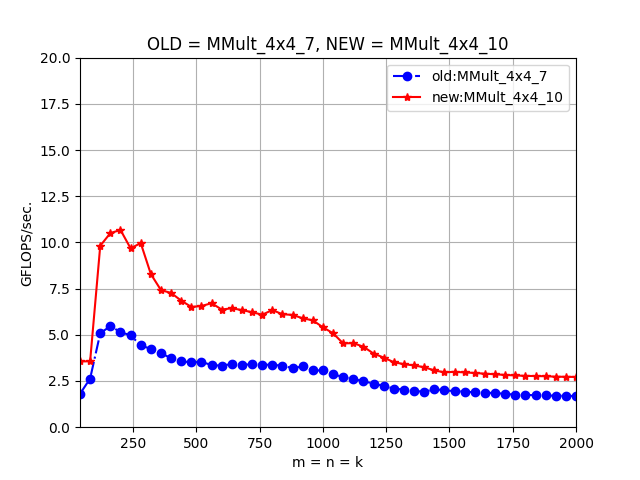 OLD = MMult_4x4_7, NEW = MMult_4x4_10
old:MMult_4x4_7
new:MMult_4x4_10
GFLOPS/sec.
20.0
17.5
15.0
12.5
10.0
7.5
5.0
2.5
0.0
250 500 750 1000 1250 1500 1750 2000
m = n = k